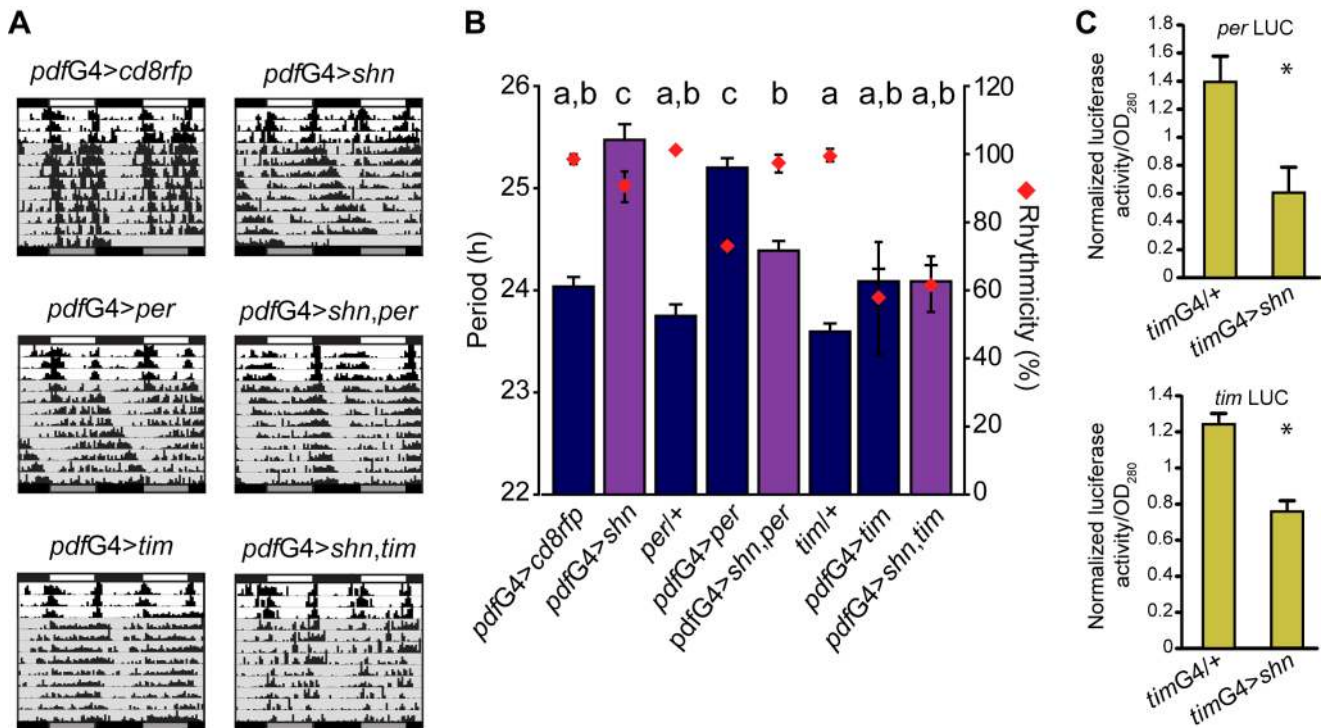 A
pdfG4>cd8rfp
pdfG4>shn
pdfG4>per
pdfG4>shn,per
pdfG4>tim
pdfG4>shn,tim
B
Period (h)
26
25
24
23
22
a,b
c
a,b
c
b
a
a,b
a,b
120
100
80
60
40
20
0
Rhythmicity (%)
pdfG4>cd8rfp
pdfG4>shn
per/+
pdfG4>per
pdfG4>shn,per
tim/+
pdfG4>tim
pdfG4>shn,tim
C
Normalized luciferase
activity/OD280
1.8
1.6
1.4
1.2
1
0.8
0.6
0.4
0.2
0
per LUC
*
timG4/+
timG4>shn
Normalized luciferase
activity/OD280
1.4
1.2
1
0.8
0.6
0.4
0.2
0
tim LUC
*
timG4/+
timG4>shn